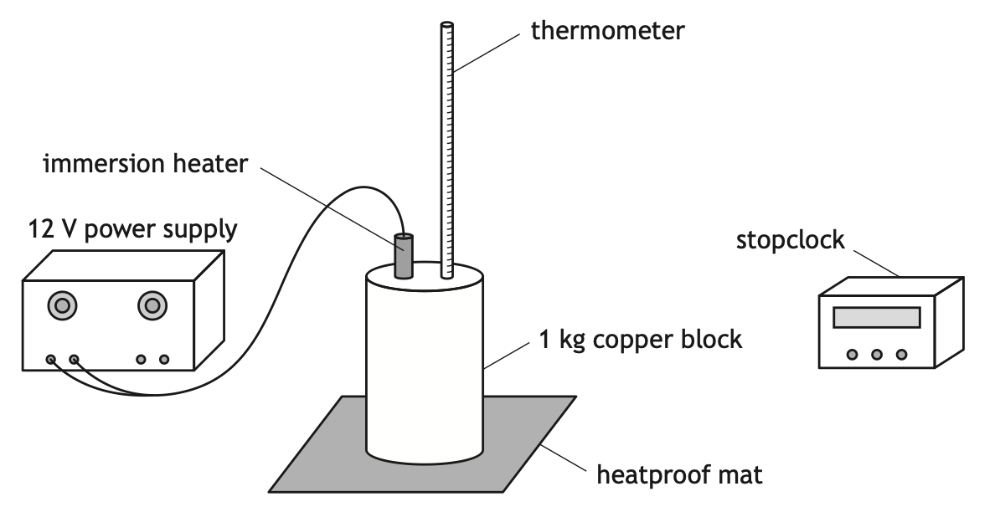 thermometer
immersion heater
12 V power supply
stopclock
1 kg copper block
heatproof mat